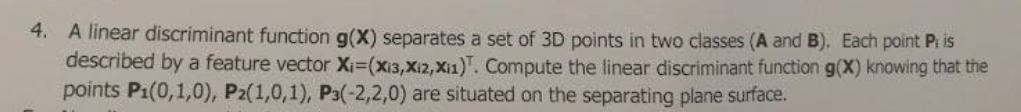 4. A linear discriminant function g(X) separates a set of 3D points in two classes (A and B). Each point Pi is
described by a feature vector Xi=(Xi3,Xi2,Xi1)T. Compute the linear discriminant function g(X) knowing that the
points P1(0,1,0), P2(1,0,1), P3(-2,2,0) are situated on the separating plane surface.